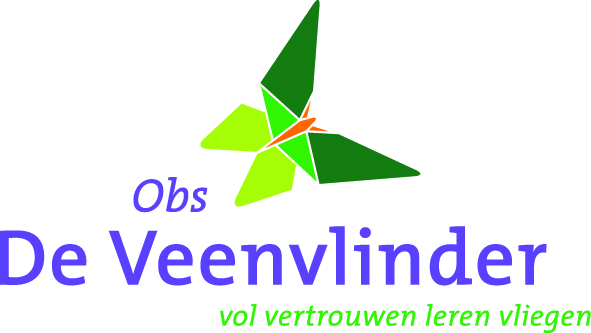 Obs
De Veenvlinder
vol vertrouwen leren vliegen